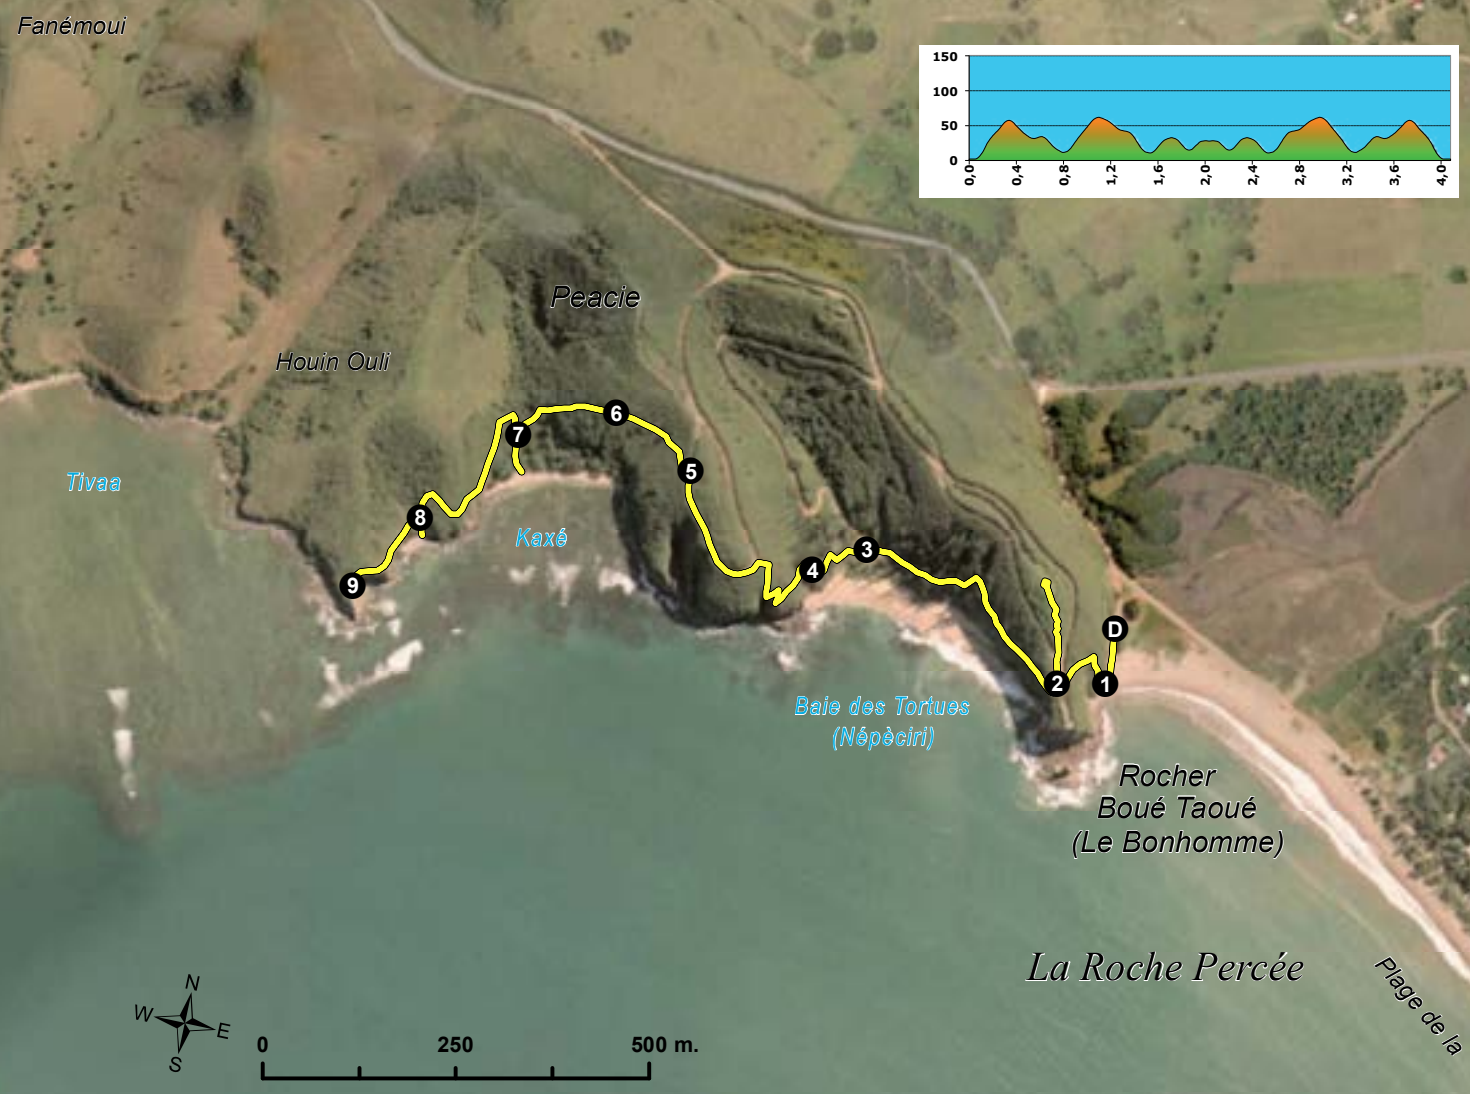 Fanémoui
150
100
50
0
0,0
0,4
0,8
1,2
1,6
2,0
2,4
2,8
3,2
3,6
4,0
Peacie
Houin Ouli
6
7
5
Tivaa
8
Kaxé
3
4
9
D
2
1
Baie des Tortues
(Népèciri)
Rocher
Boué Taoué
(Le Bonhomme)
La Roche Percée
Plage de la
N
W
E
S
0
250
500 m.